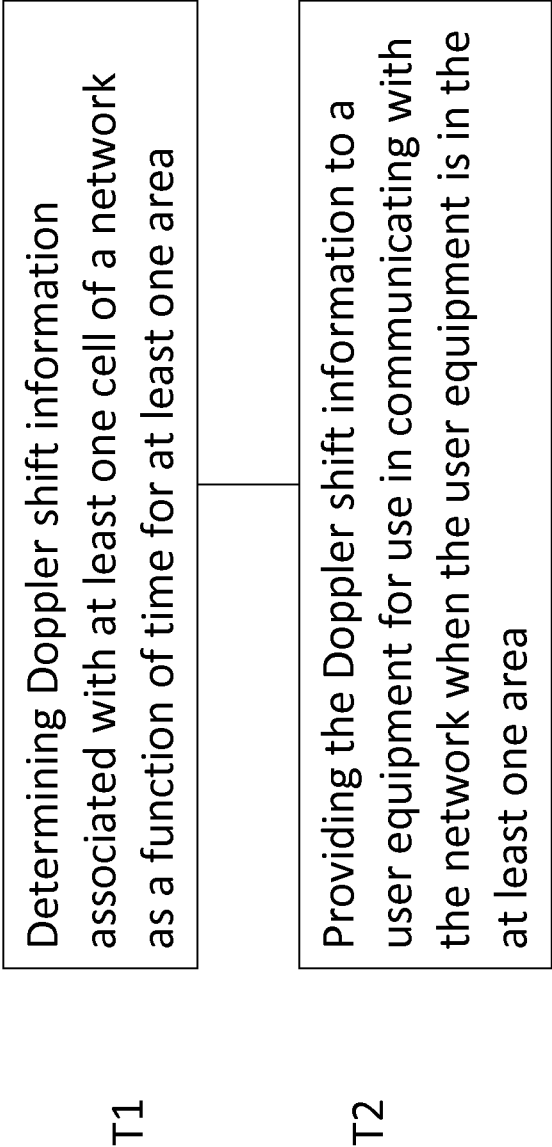 T1
Determining Doppler shift information
associated with at least one cell of a network
as a function of time for at least one area
T2
Providing the Doppler shift information to a
user equipment for use in communicating with
the network when the user equipment is in the
at least one area